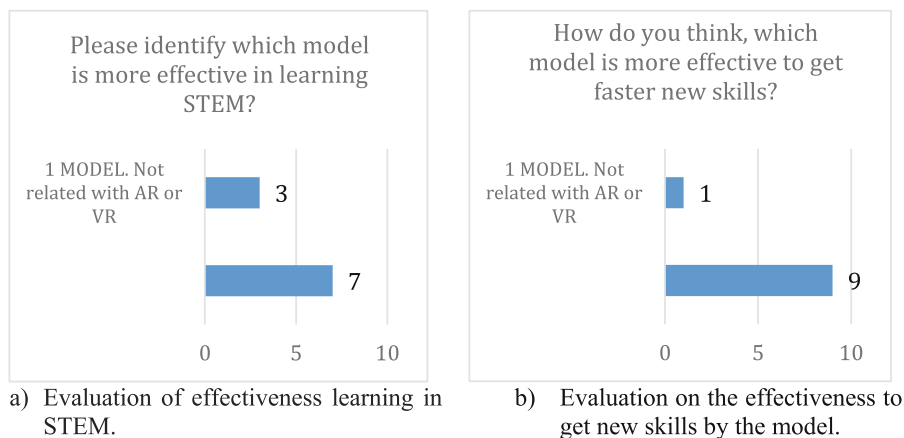 Please identify which model
is more effective in learning
STEM?
1 MODEL. Not
related with AR or
VR
3
7
0
5
10
a) Evaluation of effectiveness learning in
STEM.
How do you think, which
model is more effective to get
faster new skills?
1 MODEL. Not
related with AR or
VR
1
9
0
5
10
b) Evaluation on the effectiveness to
get new skills by the model.